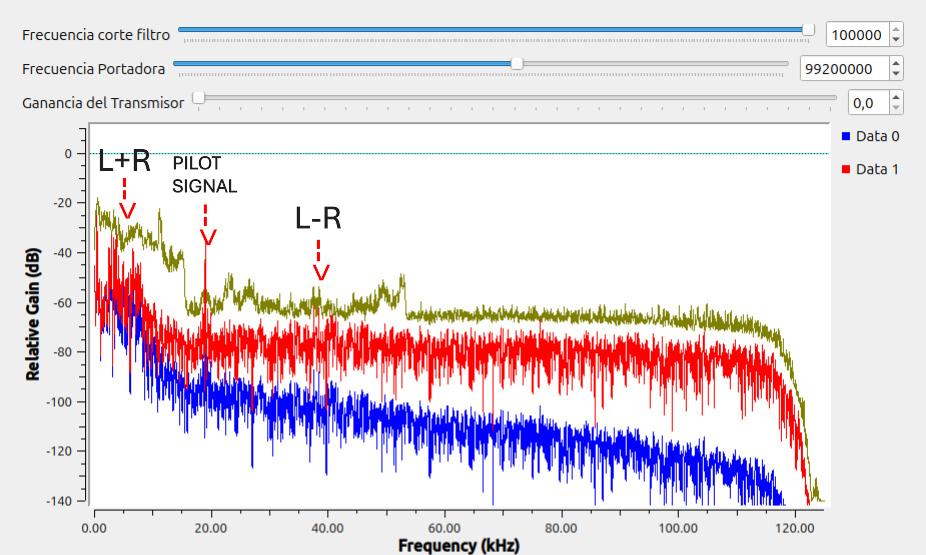 Frecuencia corte filtro 100000
Frecuencia Portadora 99200000
Ganancia del Transmisor 0,0
Data 0
Data 1
L+R
PILOT
SIGNAL
L-R
Relative Gain (dB)
0
-20
-40
-60
-80
-100
-120
-140
0.00 20.00 40.00 60.00 80.00 100.00 120.00
Frequency (kHz)